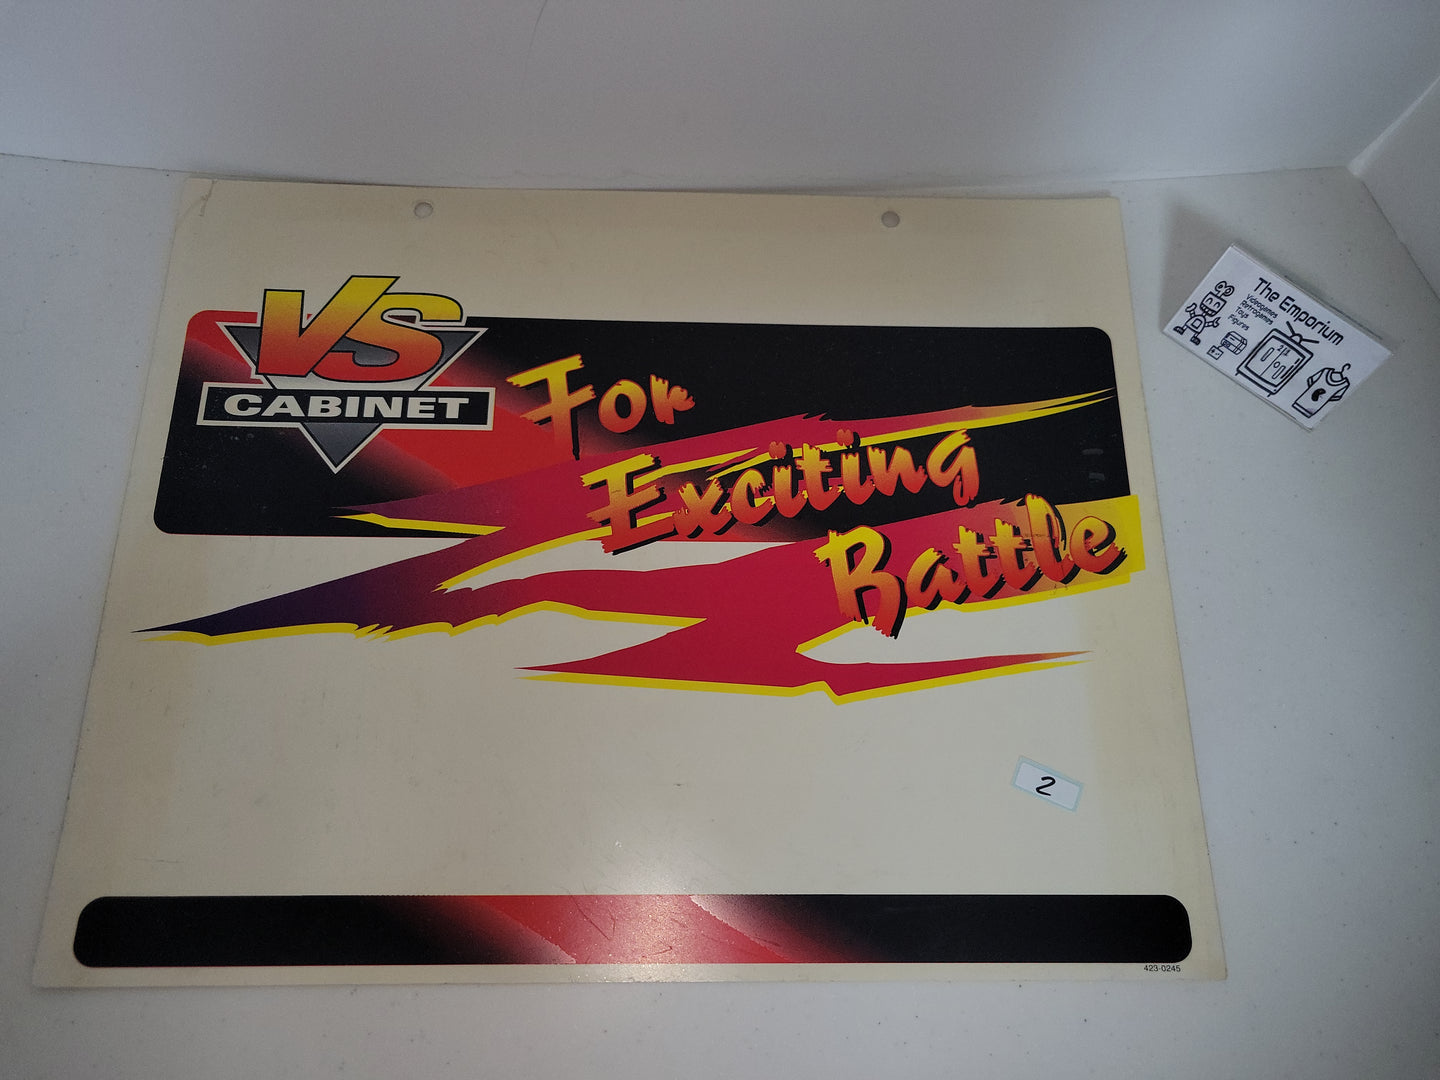 VS
CABINET
For
Exciting
Battle
2
423-0245
The Emporium
Videogames
Retrogames
Toys
Figures